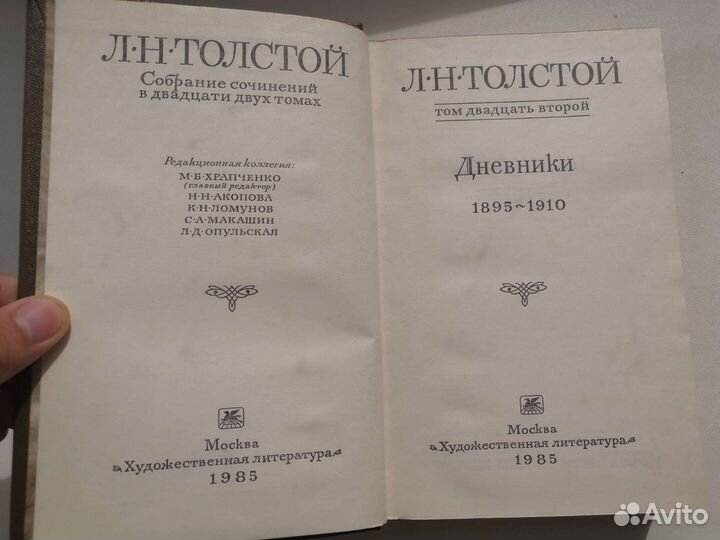 Л·Н·ТОЛСТОЙ
Собрание сочинений
в двадцати двух томах
Редакционная коллегия:
М·Б·ХРАПЧЕНКО
(главный редактор)
Н·Н·АКОПОВА
К·Н·ЛОМУНОВ
С·А·МАКАШИН
Л·Д·ОПУЛЬСКАЯ
Москва
«Художественная литература»
1985
Л·Н·ТОЛСТОЙ
том двадцать второй
Дневники
1895~1910
Москва
«Художественная литература»
1985
Avito